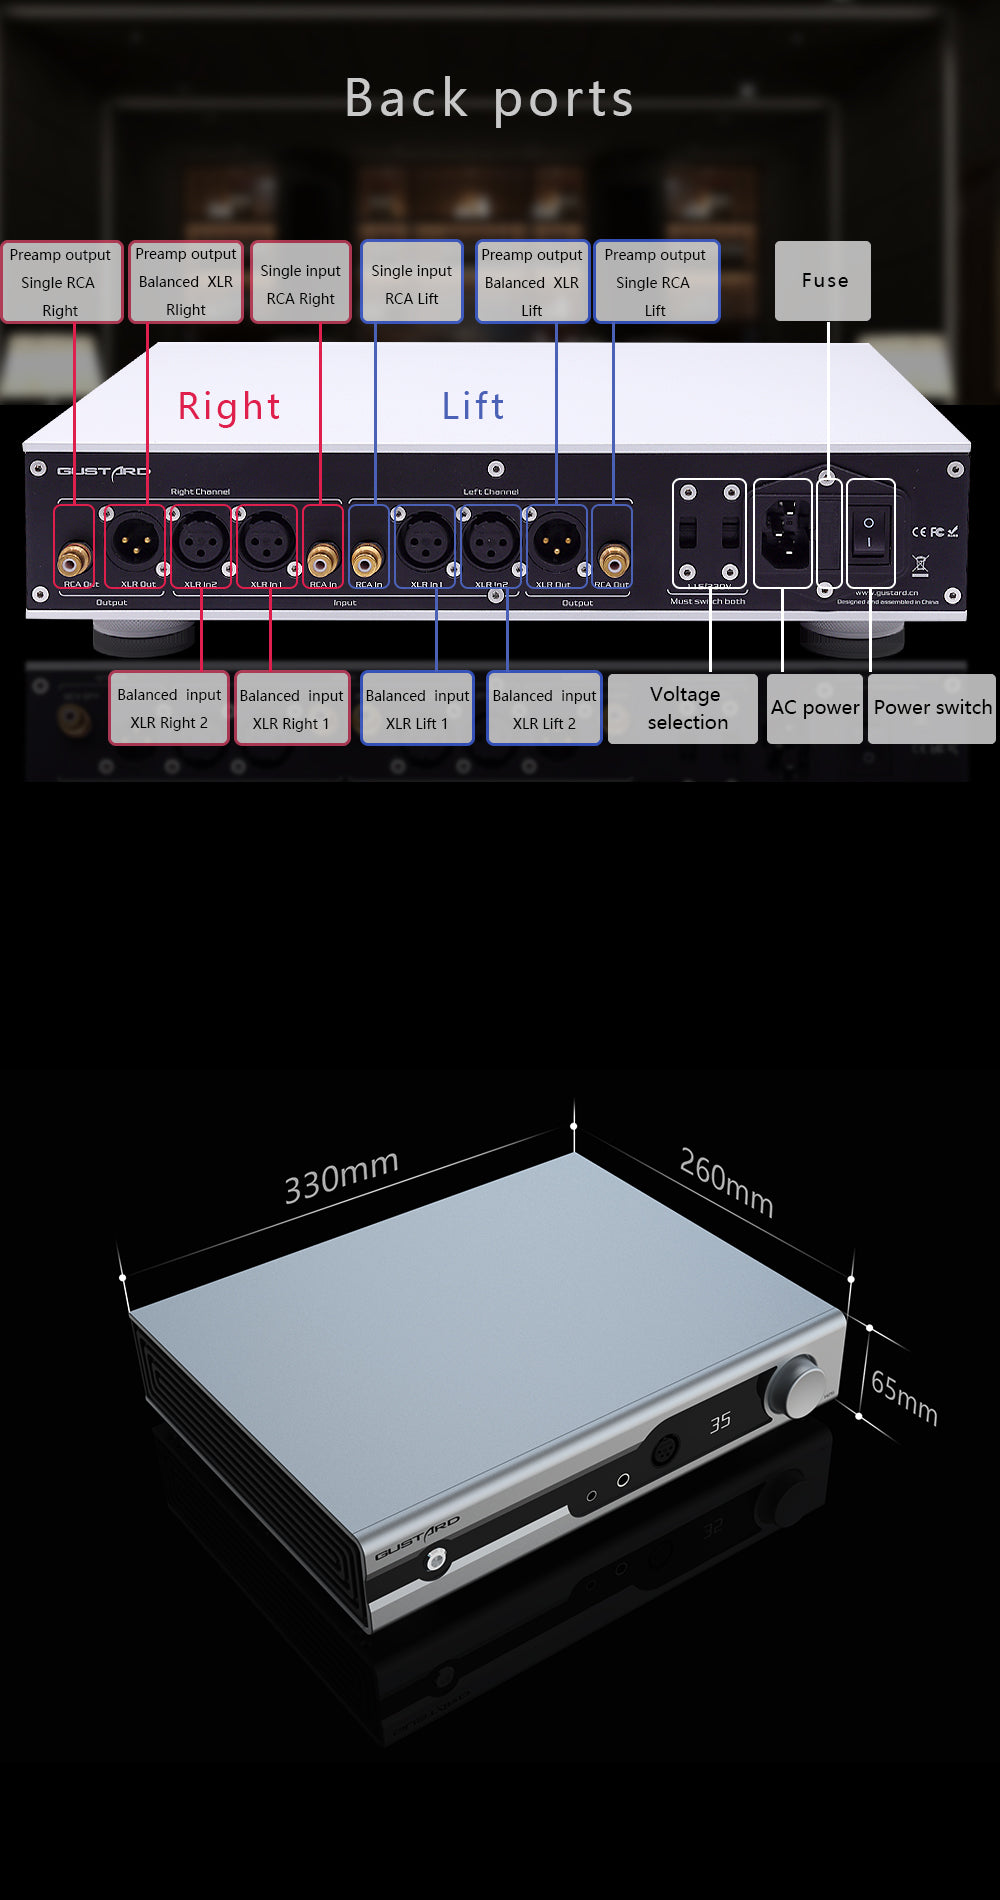 Back ports
Preamp output
Single RCA
Right
Preamp output
Balanced XLR
Rlight
Single input
RCA Right
Single input
RCA Lift
Preamp output
Balanced XLR
Lift
Preamp output
Single RCA
Lift
Fuse
Right
Lift
GUSTARD
Right Channel
Left Channel
RCA Out
XLR Out
XLR In2
XLR In1
RCA In
RCA In
XLR In1
XLR In2
XLR Out
RCA Out
Output
Input
Output
115/230V
Must switch both
www.gustard.cn
Designed and assembled in China
Balanced input
XLR Right 2
Balanced input
XLR Right 1
Balanced input
XLR Lift 1
Balanced input
XLR Lift 2
Voltage
selection
AC power
Power switch
330mm
260mm
65mm
35
GUSTARD